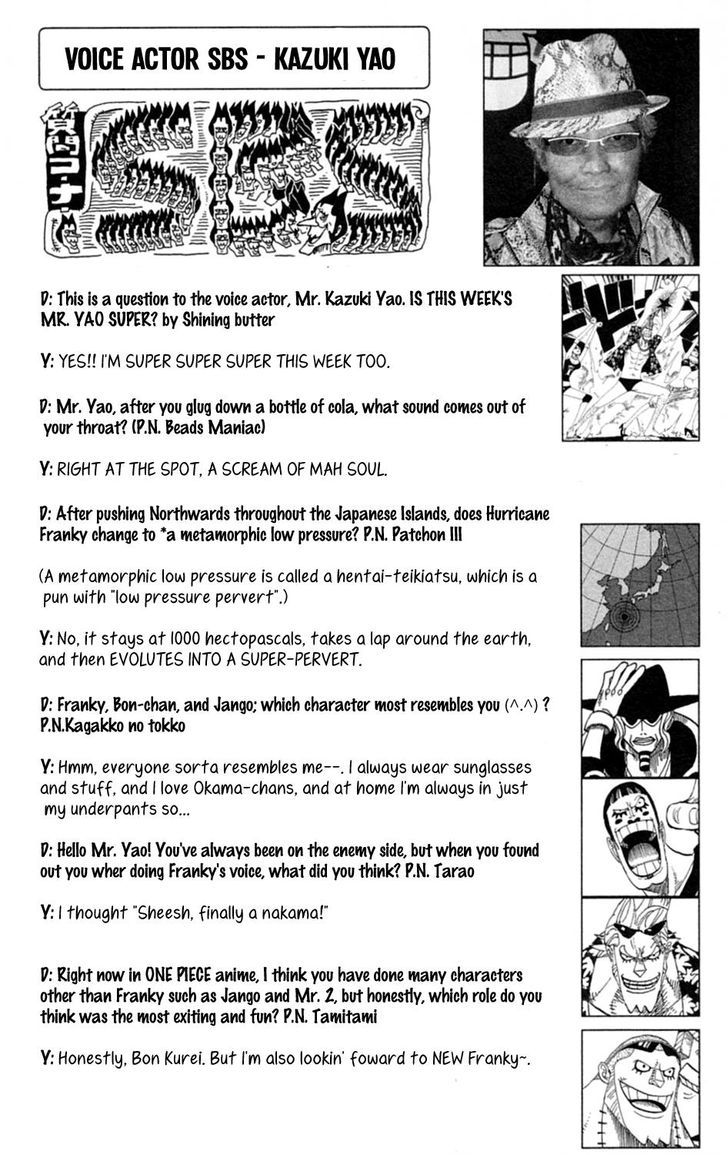 VOICE ACTOR SBS - KAZUKI YAO
質問コーナー
SBS
D: This is a question to the voice actor, Mr. Kazuki Yao. IS THIS WEEK'S
MR. YAO SUPER? by Shining butter
Y: YES!! I'M SUPER SUPER SUPER THIS WEEK TOO.
D: Mr. Yao, after you glug down a bottle of cola, what sound comes out of
your throat? (P.N. Beads Maniac)
Y: RIGHT AT THE SPOT, A SCREAM OF MAH SOUL.
D: After pushing Northwards throughout the Japanese Islands, does Hurricane
Franky change to *a metamorphic low pressure? P.N. Patchon III
(A metamorphic low pressure is called a hentai-teikiatsu, which is a
pun with "low pressure pervert".)
Y: No, it stays at 1000 hectopascals, takes a lap around the earth,
and then EVOLUTES INTO A SUPER-PERVERT.
D: Franky, Bon-chan, and Jango; which character most resembles you (^.^) ?
P.N.Kagakko no tokko
Y: Hmm, everyone sorta resembles me--. I always wear sunglasses
and stuff, and I love Okama-chans, and at home I'm always in just
my underpants so...
D: Hello Mr. Yao! You've always been on the enemy side, but when you found
out you wher doing Franky's voice, what did you think? P.N. Tarao
Y: I thought "Sheesh, finally a nakama!"
D: Right now in ONE PIECE anime, I think you have done many characters
other than Franky such as Jango and Mr. 2, but honestly, which role do you
think was the most exiting and fun? P.N. Tamitami
Y: Honestly, Bon Kurei. But I'm also lookin' foward to NEW Franky~.